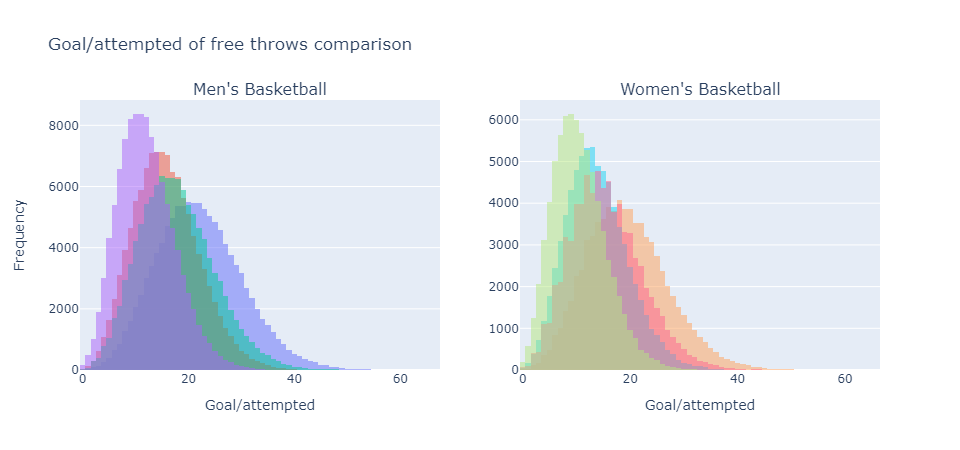 Goal/attempted of free throws comparison
Men's Basketball
Women's Basketball
Frequency
8000
6000
4000
2000
0
0 20 40 60
Goal/attempted
6000
5000
4000
3000
2000
1000
0
0 20 40 60
Goal/attempted